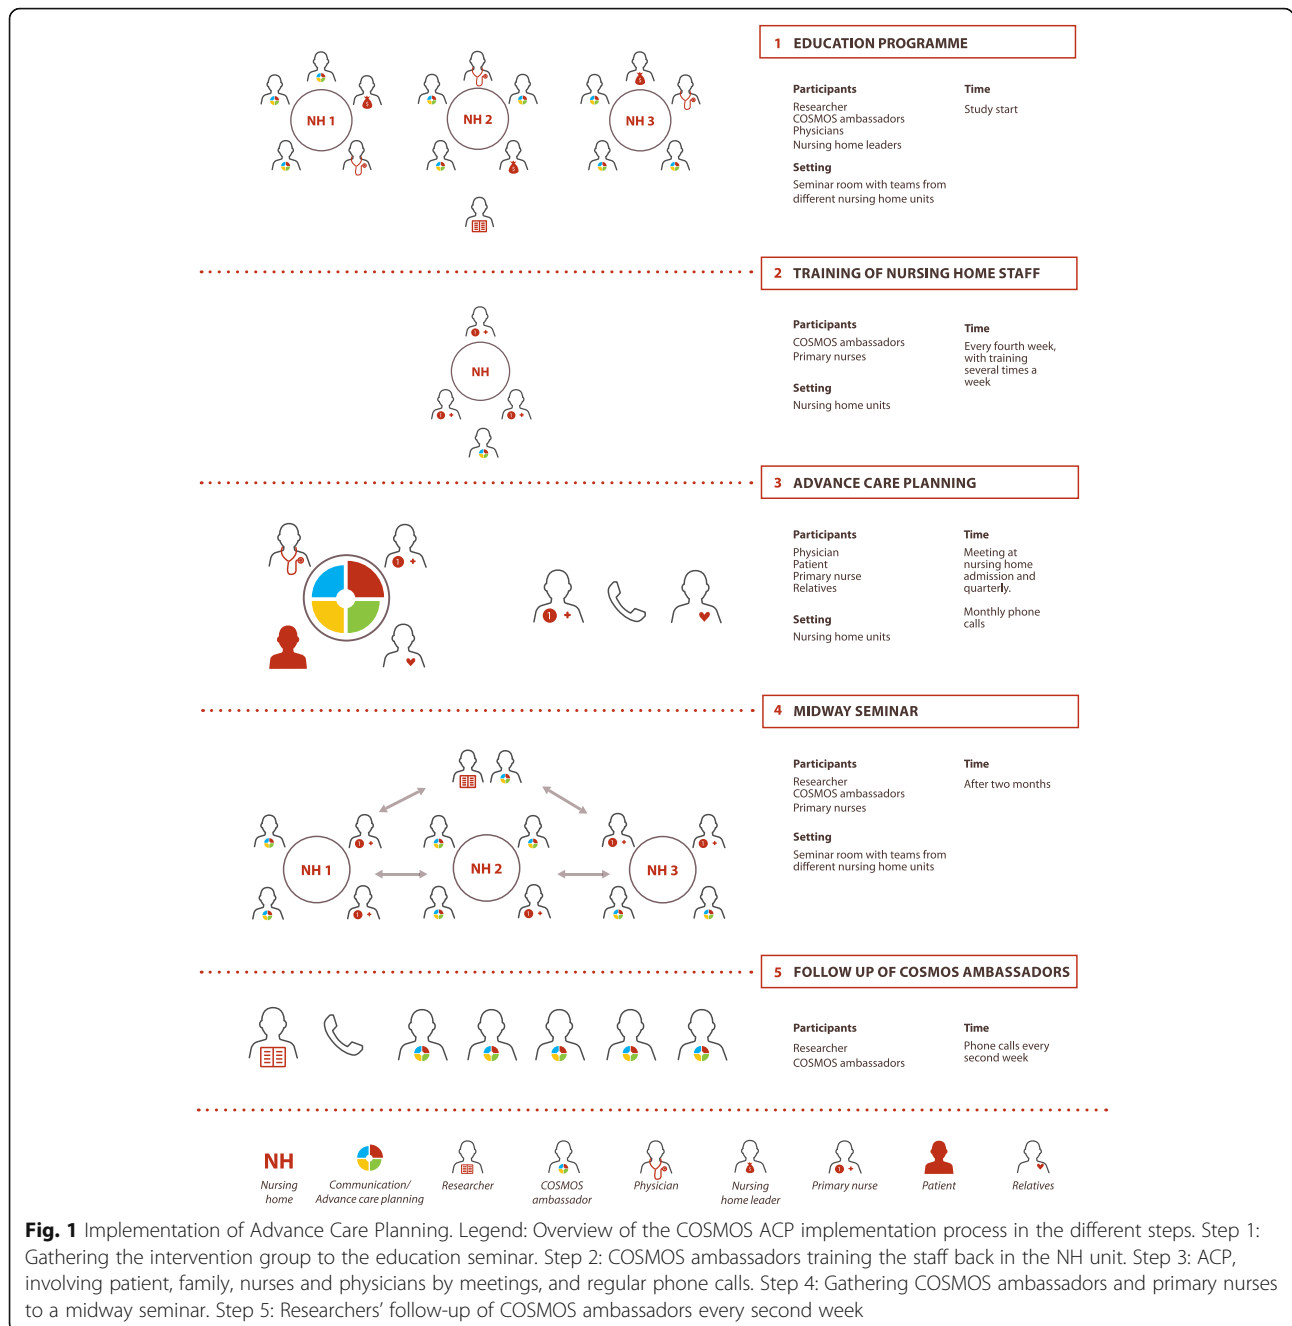 1 EDUCATION PROGRAMME
NH 1
NH 2
NH 3
Participants
Researcher
COSMOS ambassadors
Physicians
Nursing home leaders
Time
Study start
Setting
Seminar room with teams from
different nursing home units
2 TRAINING OF NURSING HOME STAFF
NH
Participants
COSMOS ambassadors
Primary nurses
Time
Every fourth week,
with training
several times a
week
Setting
Nursing home units
3 ADVANCE CARE PLANNING
Participants
Physician
Patient
Primary nurse
Relatives
Time
Meeting at
nursing home
admission and
quarterly.
Monthly phone
calls
Setting
Nursing home units
4 MIDWAY SEMINAR
NH 1
NH 2
NH 3
Participants
Researcher
COSMOS ambassadors
Primary nurses
Time
After two months
Setting
Seminar room with teams from
different nursing home units
5 FOLLOW UP OF COSMOS AMBASSADORS
Participants
Researcher
COSMOS ambassadors
Time
Phone calls every
second week
NH
Nursing
home
Communication/
Advance care planning
Researcher
COSMOS
ambassador
Physician
Nursing
home leader
Primary nurse
Patient
Relatives
Fig. 1 Implementation of Advance Care Planning. Legend: Overview of the COSMOS ACP implementation process in the different steps. Step 1:
Gathering the intervention group to the education seminar. Step 2: COSMOS ambassadors training the staff back in the NH unit. Step 3: ACP,
involving patient, family, nurses and physicians by meetings, and regular phone calls. Step 4: Gathering COSMOS ambassadors and primary nurses
to a midway seminar. Step 5: Researchers' follow-up of COSMOS ambassadors every second week